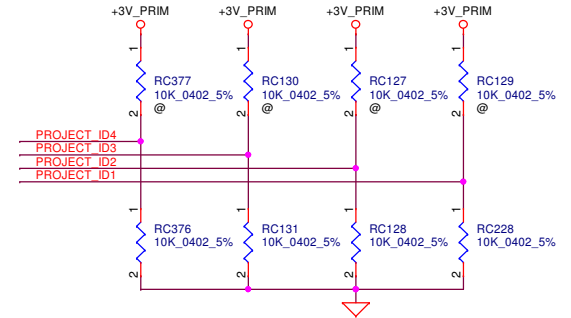 +3V_PRIM +3V_PRIM +3V_PRIM +3V_PRIM
1 1 1 1
RC377 RC130 RC127 RC129
10K_0402_5% 10K_0402_5% 10K_0402_5% 10K_0402_5%
@ @ @ @
2 2 2 2
PROJECT_ID4
PROJECT_ID3
PROJECT_ID2
PROJECT_ID1
1 1 1 1
RC376 RC131 RC128 RC228
10K_0402_5% 10K_0402_5% 10K_0402_5% 10K_0402_5%
2 2 2 2